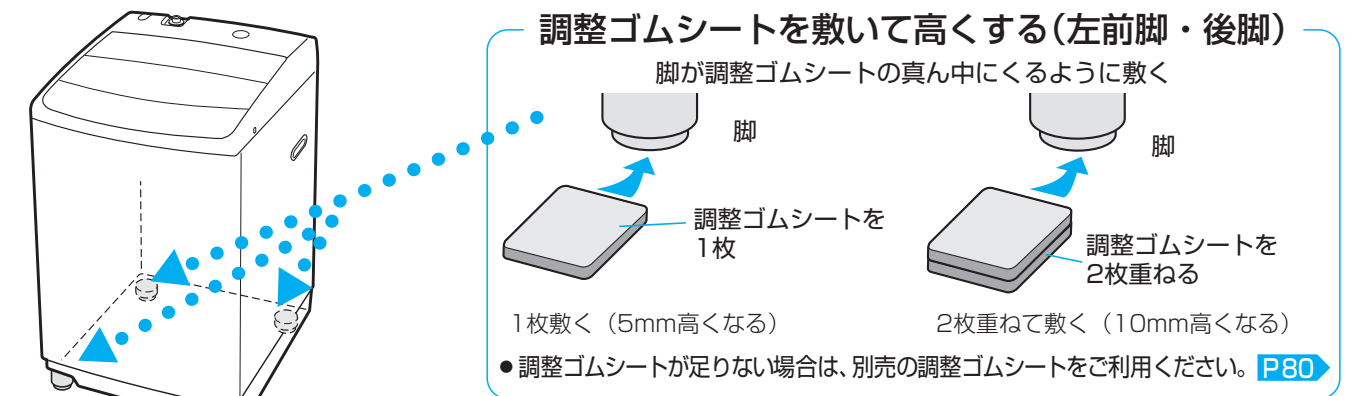 調整ゴムシートを敷いて高くする（左前脚・後脚）
脚が調整ゴムシートの真ん中にくるように敷く
脚
調整ゴムシートを
1枚
1枚敷く（5mm高くなる）
脚
調整ゴムシートを
2枚重ねる
2枚重ねて敷く（10mm高くなる）
●調整ゴムシートが足りない場合は、別売の調整ゴムシートをご利用ください。 P80